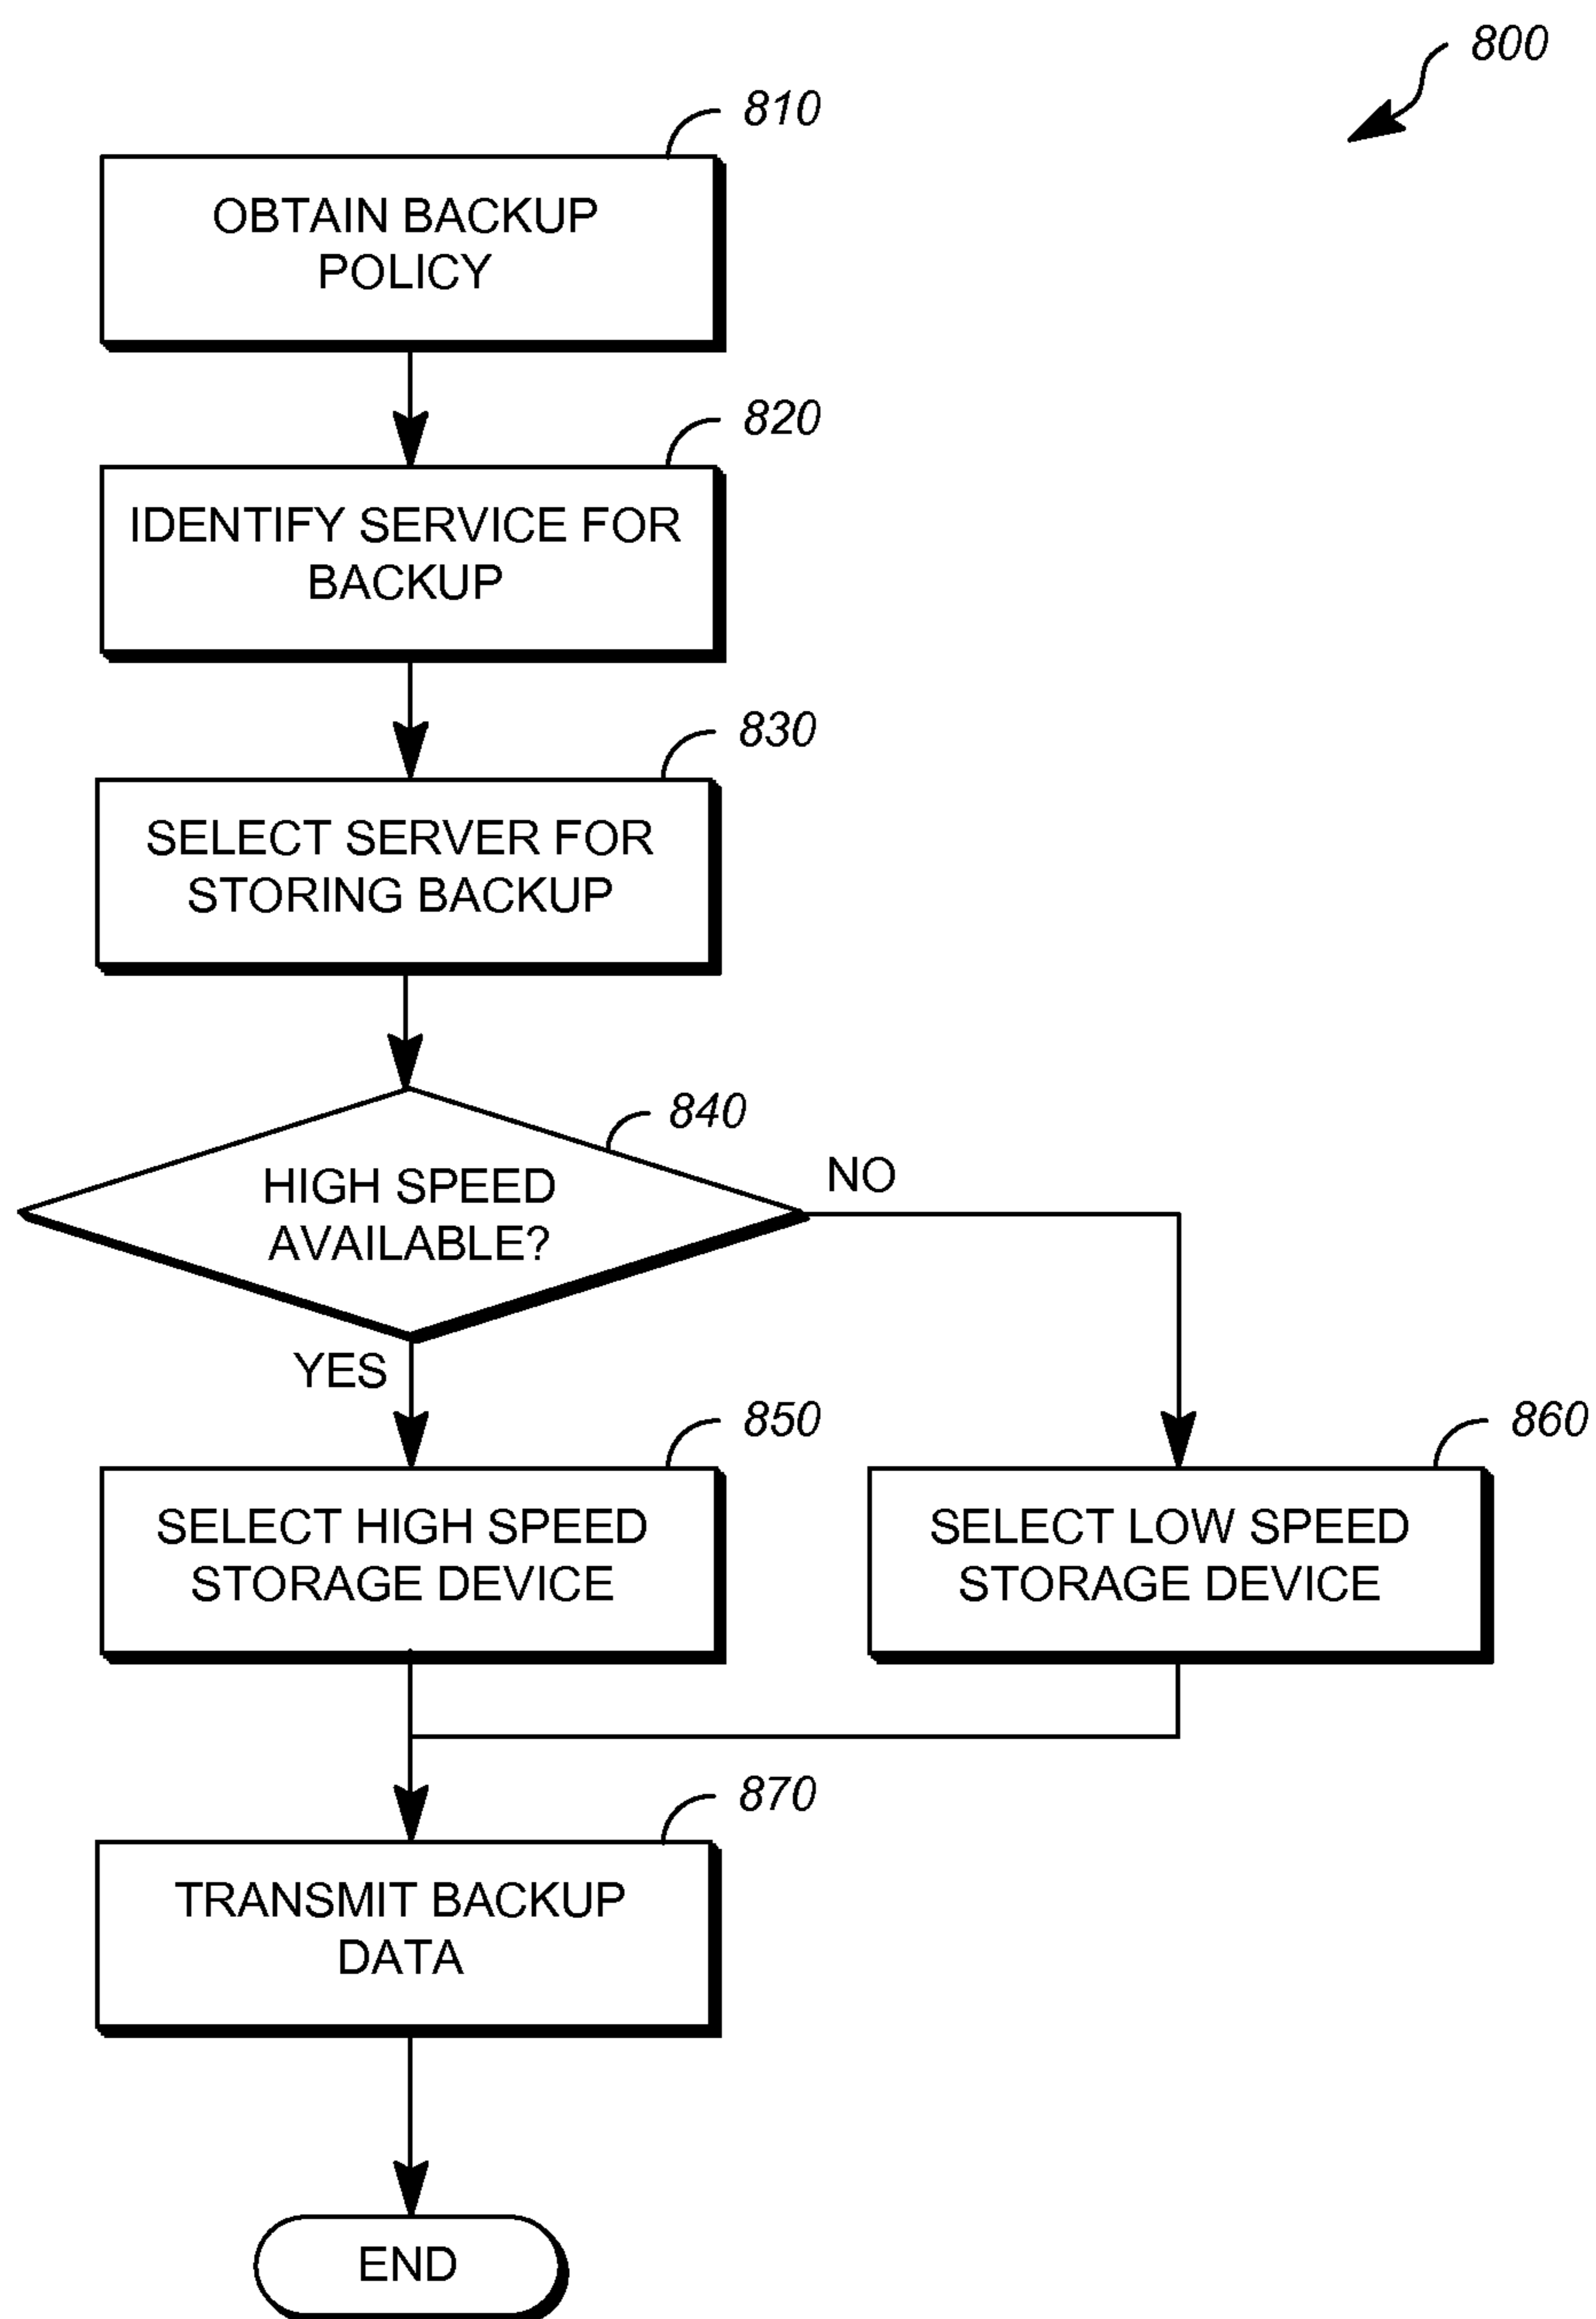 800
810
OBTAIN BACKUP
POLICY
820
IDENTIFY SERVICE FOR
BACKUP
830
SELECT SERVER FOR
STORING BACKUP
840
HIGH SPEED
AVAILABLE?
NO
YES
850
SELECT HIGH SPEED
STORAGE DEVICE
860
SELECT LOW SPEED
STORAGE DEVICE
870
TRANSMIT BACKUP
DATA
END